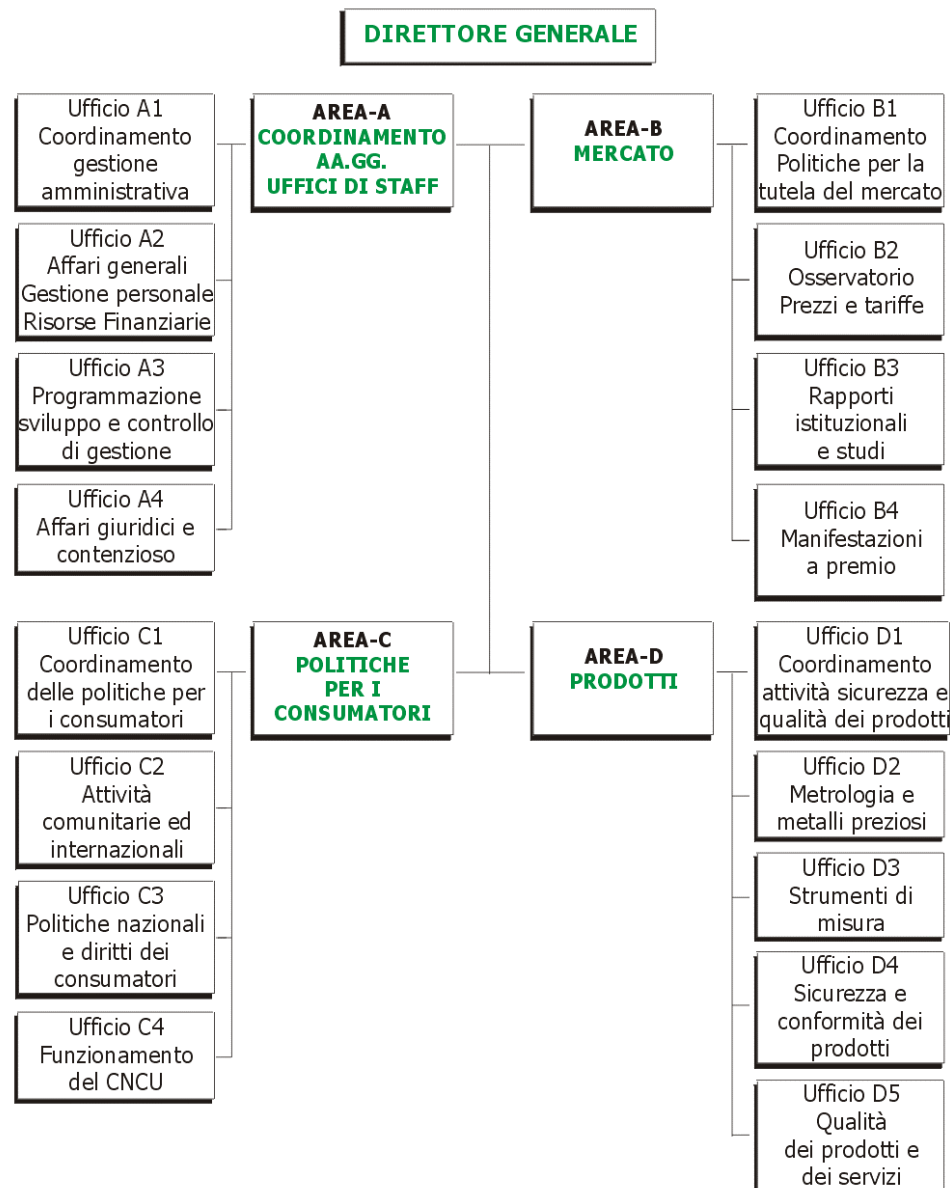 DIRETTORE GENERALE
Ufficio A1
Coordinamento
gestione
amministrativa
AREA-A
COORDINAMENTO
AA.GG.
UFFICI DI STAFF
AREA-B
MERCATO
Ufficio B1
Coordinamento
Politiche per la
tutela del mercato
Ufficio A2
Affari generali
Gestione personale
Risorse Finanziarie
Ufficio B2
Osservatorio
Prezzi e tariffe
Ufficio A3
Programmazione
sviluppo e controllo
di gestione
Ufficio B3
Rapporti
istituzionali
e studi
Ufficio A4
Affari giuridici e
contenzioso
Ufficio B4
Manifestazioni
a premio
Ufficio C1
Coordinamento
delle politiche per
i consumatori
AREA-C
POLITICHE
PER I
CONSUMATORI
AREA-D
PRODOTTI
Ufficio D1
Coordinamento
attività sicurezza e
qualità dei prodotti
Ufficio C2
Attività
comunitarie ed
internazionali
Ufficio D2
Metrologia e
metalli preziosi
Ufficio C3
Politiche nazionali
e diritti dei
consumatori
Ufficio D3
Strumenti di
misura
Ufficio C4
Funzionamento
del CNCU
Ufficio D4
Sicurezza e
conformità dei
prodotti
Ufficio D5
Qualità
dei prodotti e
dei servizi